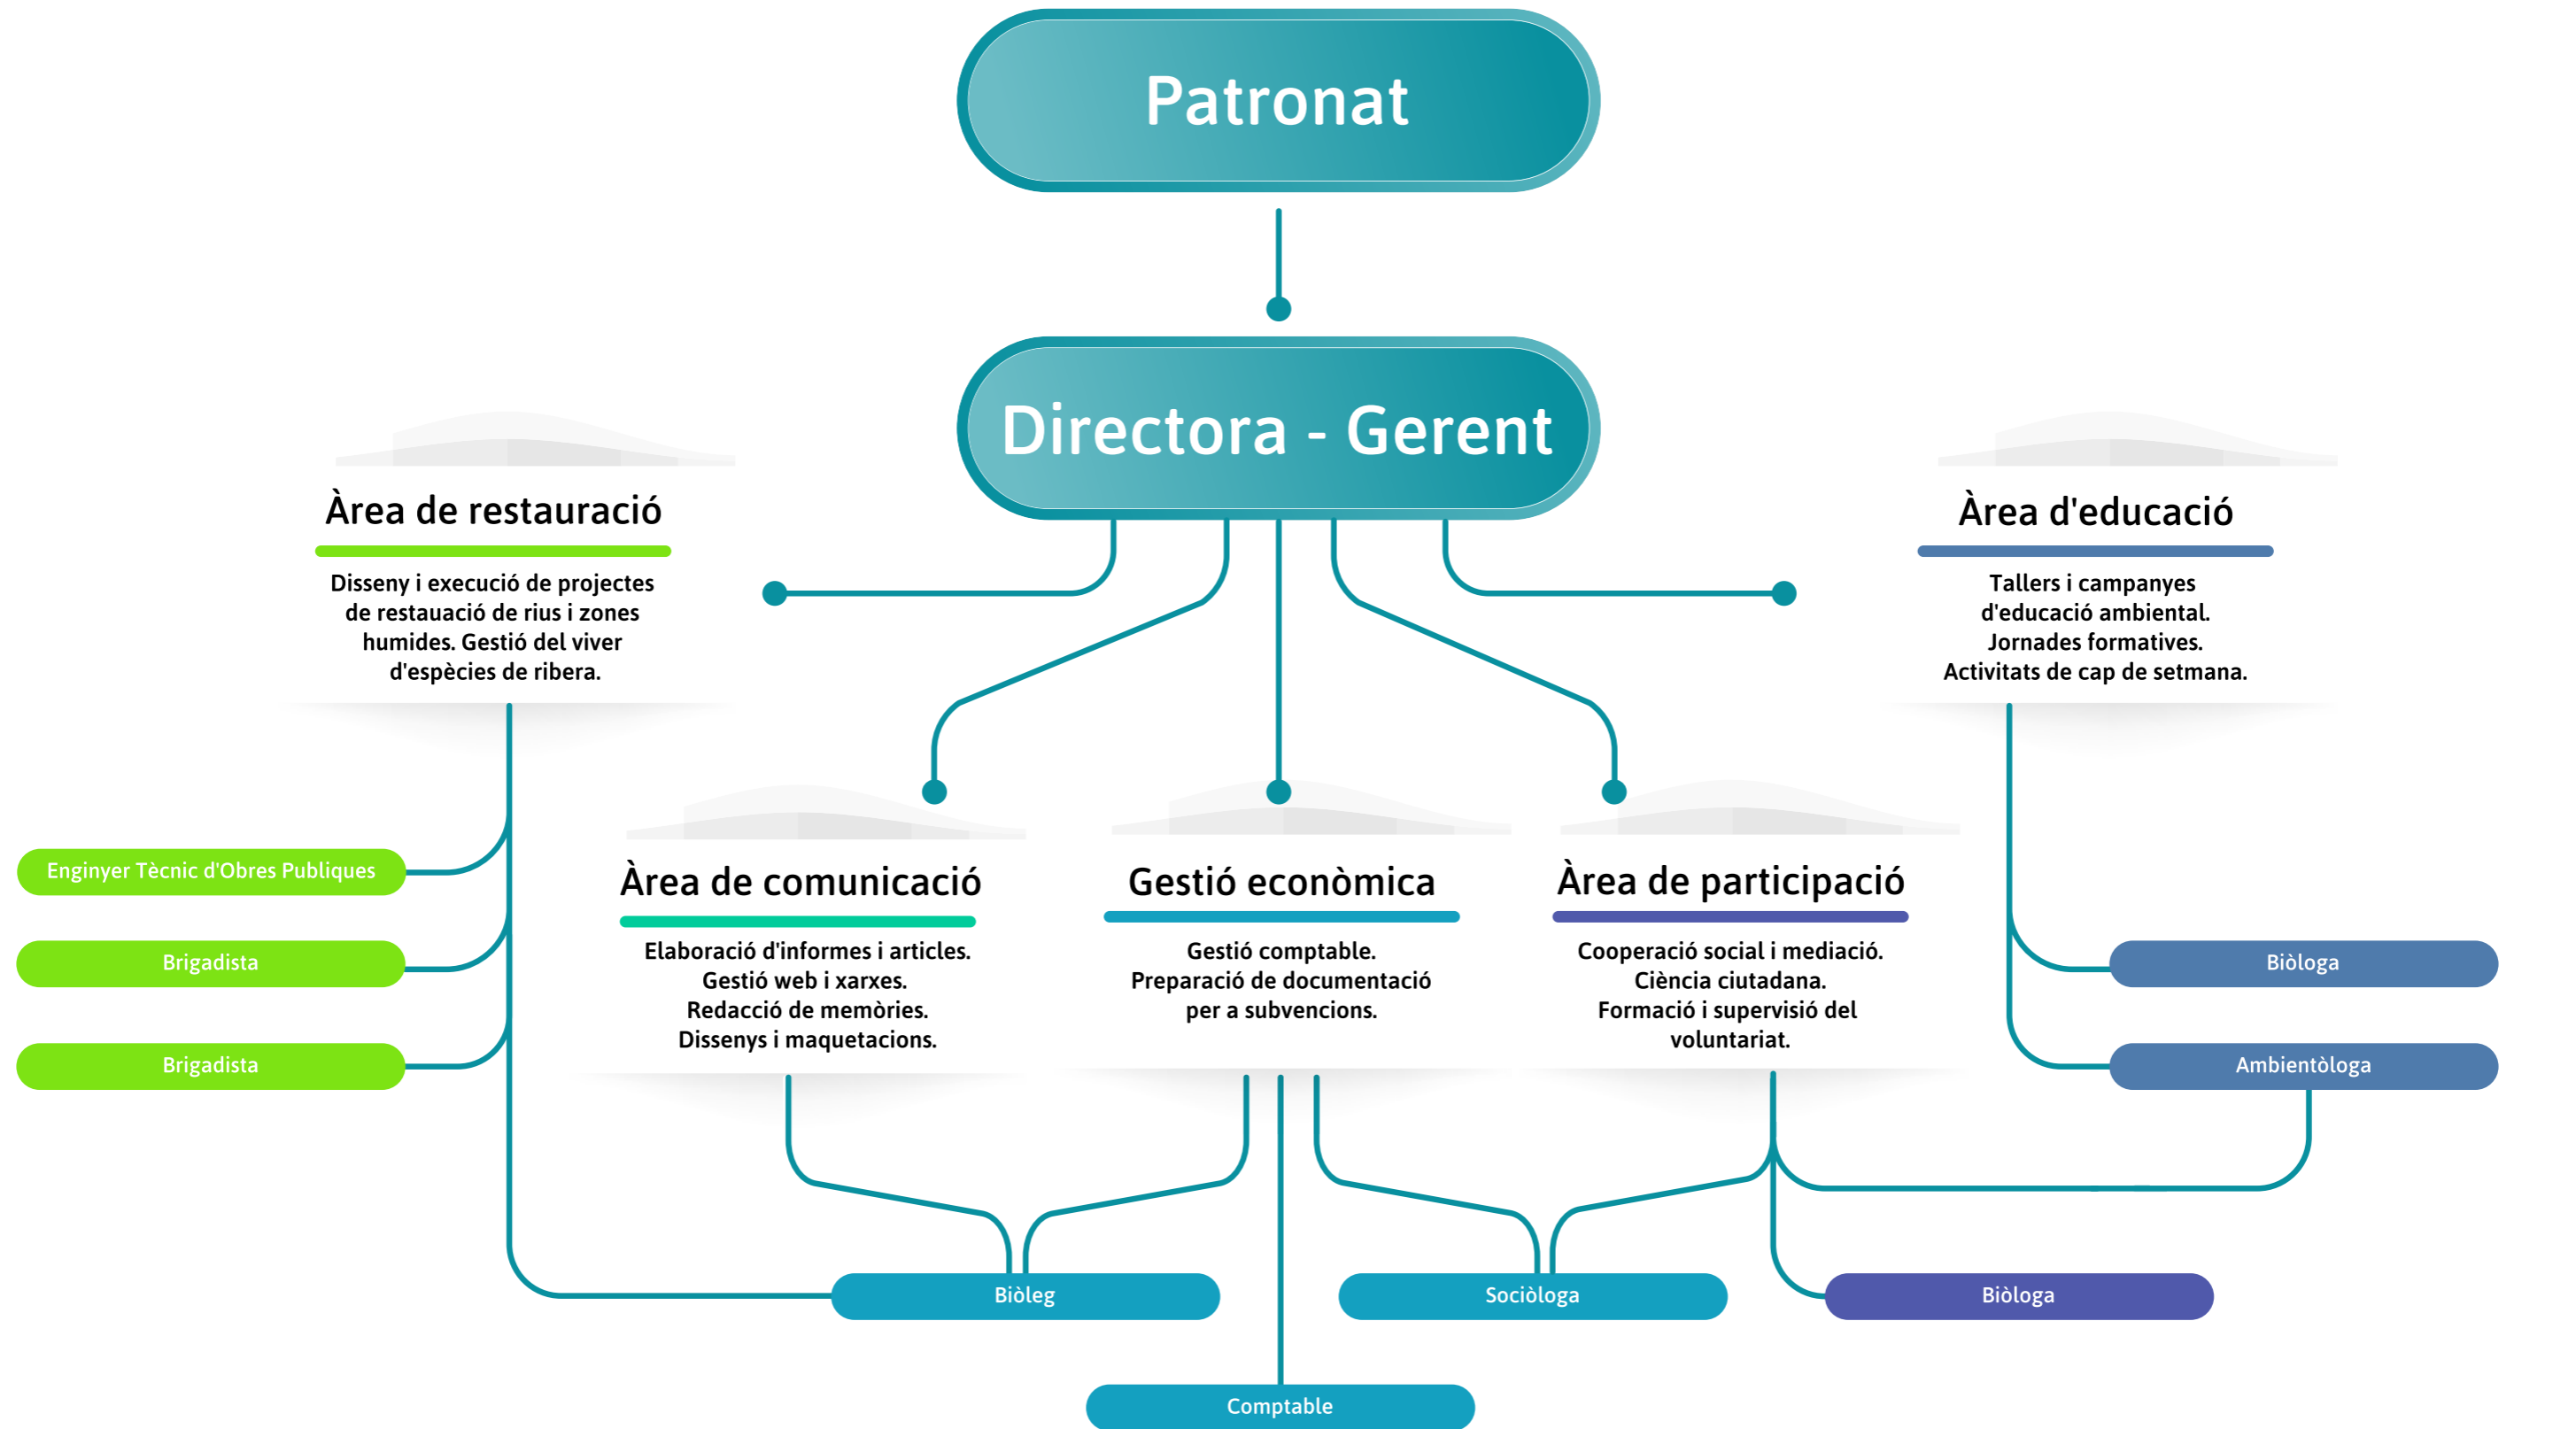 Patronat
Directora - Gerent
Àrea de restauració
Disseny i execució de projectes
de restauació de rius i zones
humides. Gestió del viver
d'espècies de ribera.
Àrea d'educació
Tallers i campanyes
d'educació ambiental.
Jornades formatives.
Activitats de cap de setmana.
Enginyer Tècnic d'Obres Publiques
Brigadista
Brigadista
Àrea de comunicació
Elaboració d'informes i articles.
Gestió web i xarxes.
Redacció de memòries.
Dissenys i maquetacions.
Gestió econòmica
Gestió comptable.
Preparació de documentació
per a subvencions.
Àrea de participació
Cooperació social i mediació.
Ciència ciutadana.
Formació i supervisió del
voluntariat.
Biòloga
Ambientòloga
Biòleg
Sociòloga
Biòloga
Comptable